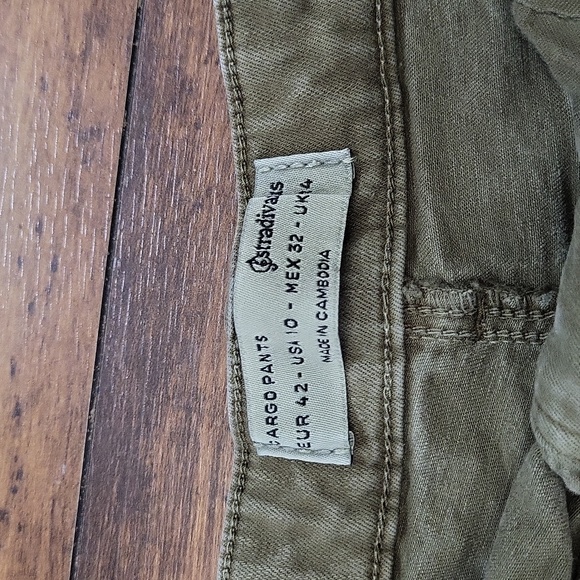 stradivarius
CARGO PANTS
EUR 42 - USA 10 - MEX 32 - UK14
MADE IN CAMBODIA